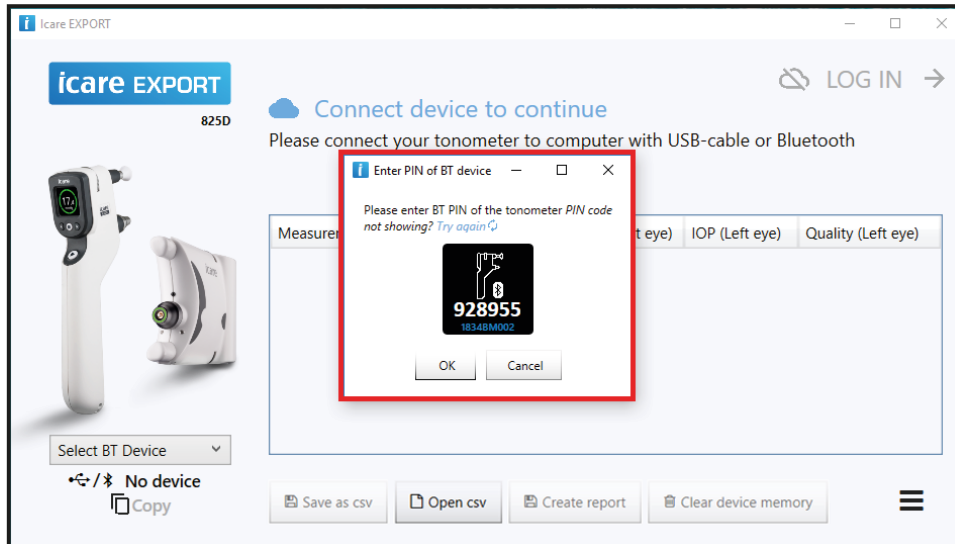 Icare EXPORT
icare EXPORT
825D
LOG IN
Connect device to continue
Please connect your tonometer to computer with USB-cable or Bluetooth
Enter PIN of BT device
Please enter BT PIN of the tonometer PIN code
not showing? Try again
928955
1834BM002
OK Cancel
Measurer t eye) IOP (Left eye) Quality (Left eye)
Select BT Device
/ No device
Copy
Save as csv Open csv Create report Clear device memory